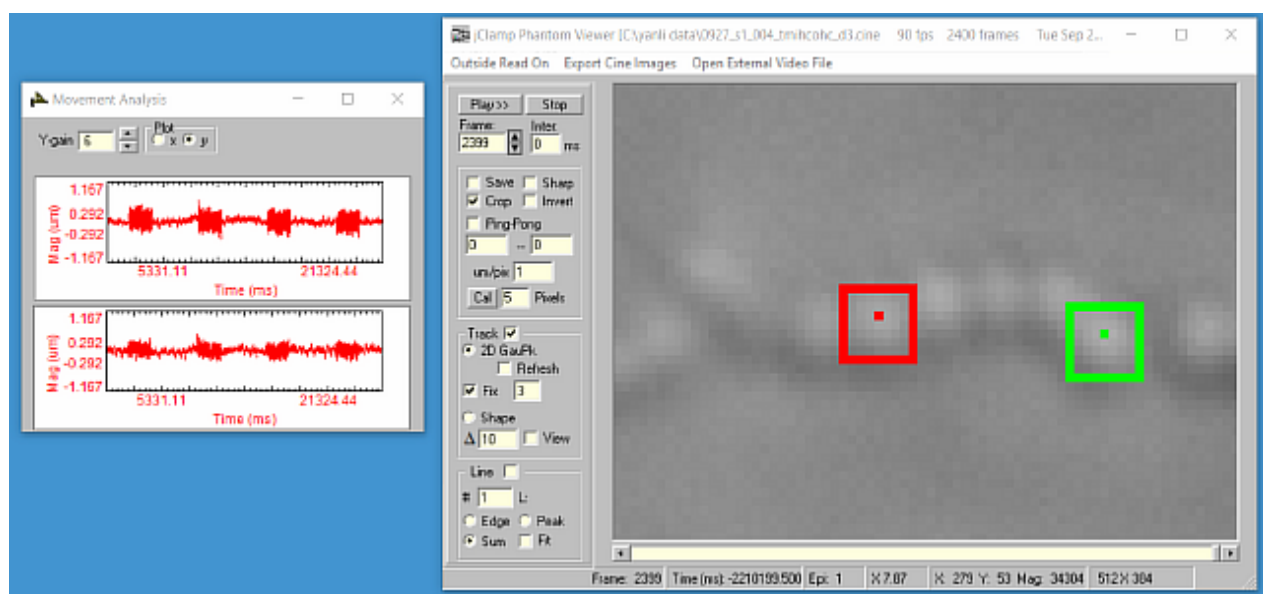 Movement Analysis
Y-gain 6 Plot x y
1.167
0.292
-0.292
-1.167
Mag (um)
5331.11 21324.44
Time (ms)
1.167
0.292
-0.292
-1.167
Mag (um)
5331.11 21324.44
Time (ms)
jClamp Phantom Viewer [C:\yanli data\0927_s1_004_tmihcohc_d3.cine 90 fps 2400 frames Tue Sep 2...
Outside Read On Export Cine Images Open External Video File
Play >> Stop
Frame: Inter:
2399 0 ms
Save Sharp
Crop Invert
Ping-Pong
0 -- 0
um/pix 1
Cal 5 Pixels
Track
2D GauPk
Refresh
Fix 3
Shape
Δ 10 View
Line
# 1 L:
Edge Peak
Sum Fit
Frame: 2399 Time (ms): -2210199.500 Epi: 1 X 7.87 X: 279 Y: 53 Mag: 34304 512 X 384